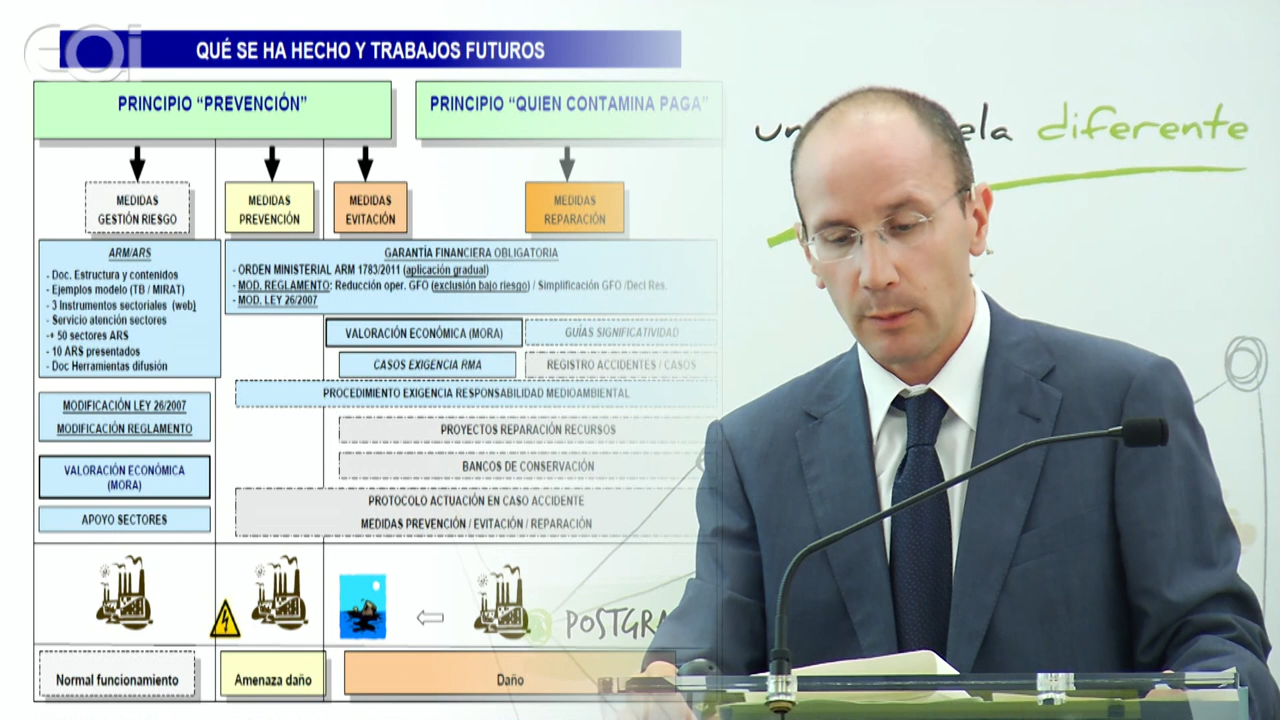 eoi
QUÉ SE HA HECHO Y TRABAJOS FUTUROS
PRINCIPIO “PREVENCIÓN”
PRINCIPIO “QUIEN CONTAMINA PAGA”
MEDIDAS
GESTIÓN RIESGO
MEDIDAS
PREVENCIÓN
MEDIDAS
EVITACIÓN
MEDIDAS
REPARACIÓN
ARM/ARS
- Doc. Estructura y contenidos
- Ejemplos modelo (TB / MIRAT)
- 3 Instrumentos sectoriales (web)
- Servicio atención sectores
-+ 50 sectores ARS
- 10 ARS presentados
- Doc Herramientas difusión
GARANTÍA FINANCIERA OBLIGATORIA
- ORDEN MINISTERIAL ARM 1783/2011 (aplicación gradual)
- MOD. REGLAMENTO: Reducción oper. GFO (exclusión bajo riesgo) / Simplificación GFO /Decl Res.
- MOD. LEY 26/2007
VALORACIÓN ECONÓMICA (MORA)
GUÍAS SIGNIFICATIVIDAD
CASOS EXIGENCIA RMA
REGISTRO ACCIDENTES / CASOS
PROCEDIMIENTO EXIGENCIA RESPONSABILIDAD MEDIOAMBIENTAL
MODIFICACIÓN LEY 26/2007
MODIFICACIÓN REGLAMENTO
PROYECTOS REPARACIÓN RECURSOS
BANCOS DE CONSERVACIÓN
VALORACIÓN ECONÓMICA
(MORA)
PROTOCOLO ACTUACIÓN EN CASO ACCIDENTE
MEDIDAS PREVENCIÓN / EVITACIÓN / REPARACIÓN
APOYO SECTORES
Normal funcionamiento
Amenaza daño
Daño
un ela diferente
POSTGRA